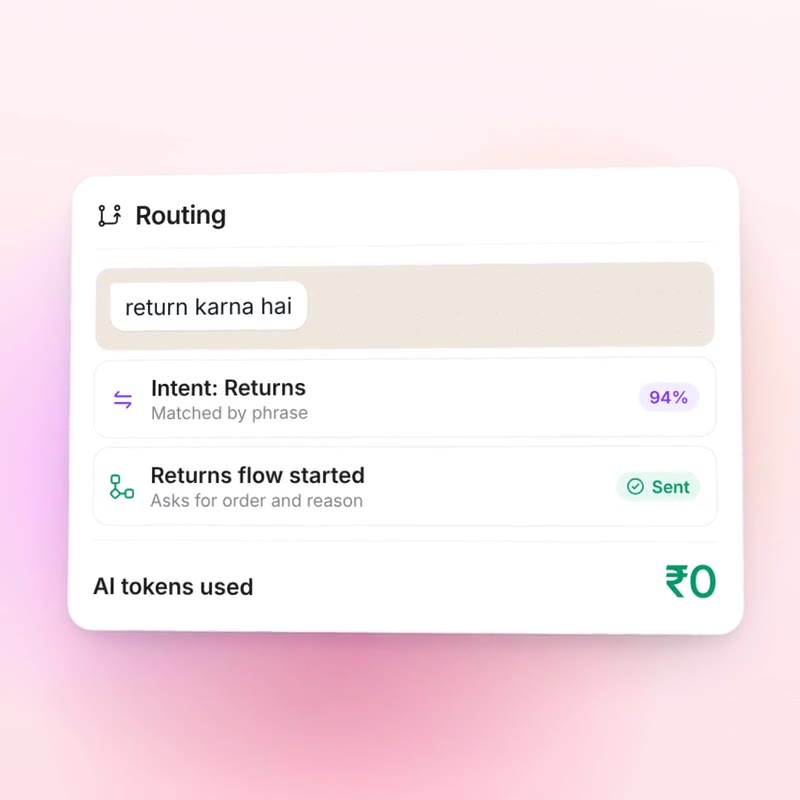 Routing
return karna hai
Intent: Returns
Matched by phrase
94%
Returns flow started
Asks for order and reason
Sent
AI tokens used
₹0